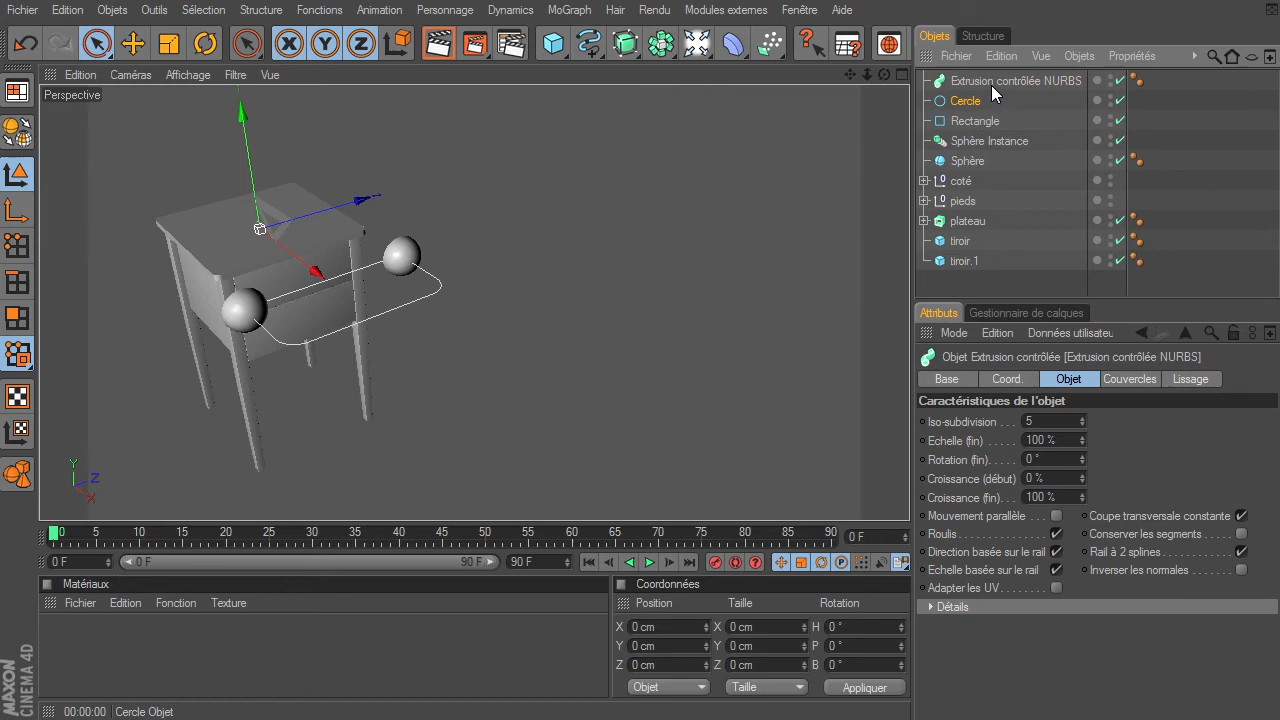 Fichier Edition Objets Outils Sélection Structure Fonctions Animation Personnage Dynamics MoGraph Hair Rendu Modules externes Fenêtre Aide
Objets Structure
Fichier Edition Vue Objets Propriétés
Edition Caméras Affichage Filtre Vue
Perspective
Extrusion contrôlée NURBS
Cercle
Rectangle
Sphère Instance
Sphère
coté
pieds
plateau
tiroir
tiroir.1
Attributs Gestionnaire de calques
Mode Edition Données utilisateu
Objet Extrusion contrôlée [Extrusion contrôlée NURBS]
Base Coord. Objet Couvercles Lissage
Caractéristiques de l'objet
Iso-subdivision . . . 5
Echelle (fin) . . . . . 100 %
Rotation (fin). . . . . 0 °
Croissance (début) 0 %
Croissance (fin). . . 100 %
Mouvement parallèle . . . Coupe transversale constante
Roulis. . . . . . . . . . . . . Conserver les segments.
Direction basée sur le rail Rail à 2 splines. . . . . . . . . .
Echelle basée sur le rail Inverser les normales. . . . . . .
Adapter les UV. . . . . . . .
Détails
Y
Z
X
0 5 10 15 20 25 30 35 40 45 50 55 60 65 70 75 80 85 90 0 F
0 F 0 F 90 F 90 F
P
Matériaux
Fichier Edition Fonction Texture
Coordonnées
Position Taille Rotation
X 0 cm X 0 cm H 0 °
Y 0 cm Y 0 cm P 0 °
Z 0 cm Z 0 cm B 0 °
Objet Taille Appliquer
MAXON
CINEMA 4D
00:00:00 Cercle Objet